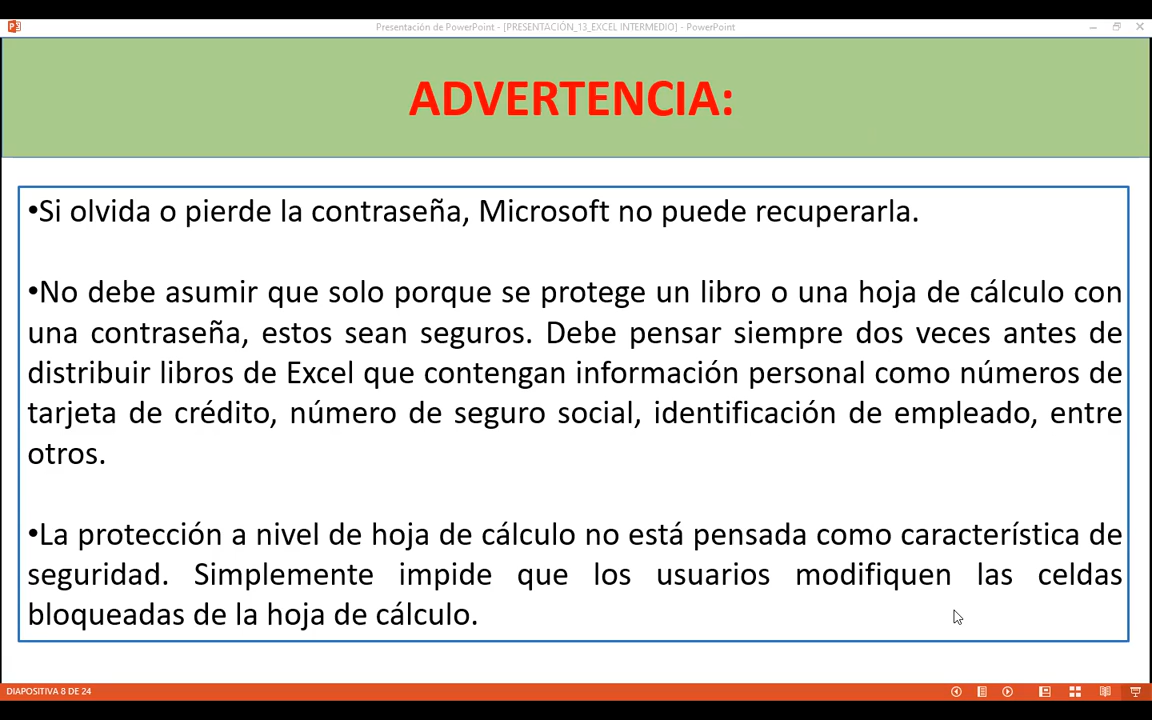 Presentación de PowerPoint - [PRESENTACIÓN_13_EXCEL INTERMEDIO] - PowerPoint
ADVERTENCIA:
•Si olvida o pierde la contraseña, Microsoft no puede recuperarla.
•No debe asumir que solo porque se protege un libro o una hoja de cálculo con
una contraseña, estos sean seguros. Debe pensar siempre dos veces antes de
distribuir libros de Excel que contengan información personal como números de
tarjeta de crédito, número de seguro social, identificación de empleado, entre
otros.
•La protección a nivel de hoja de cálculo no está pensada como característica de
seguridad. Simplemente impide que los usuarios modifiquen las celdas
bloqueadas de la hoja de cálculo.
DIAPOSITIVA 8 DE 24